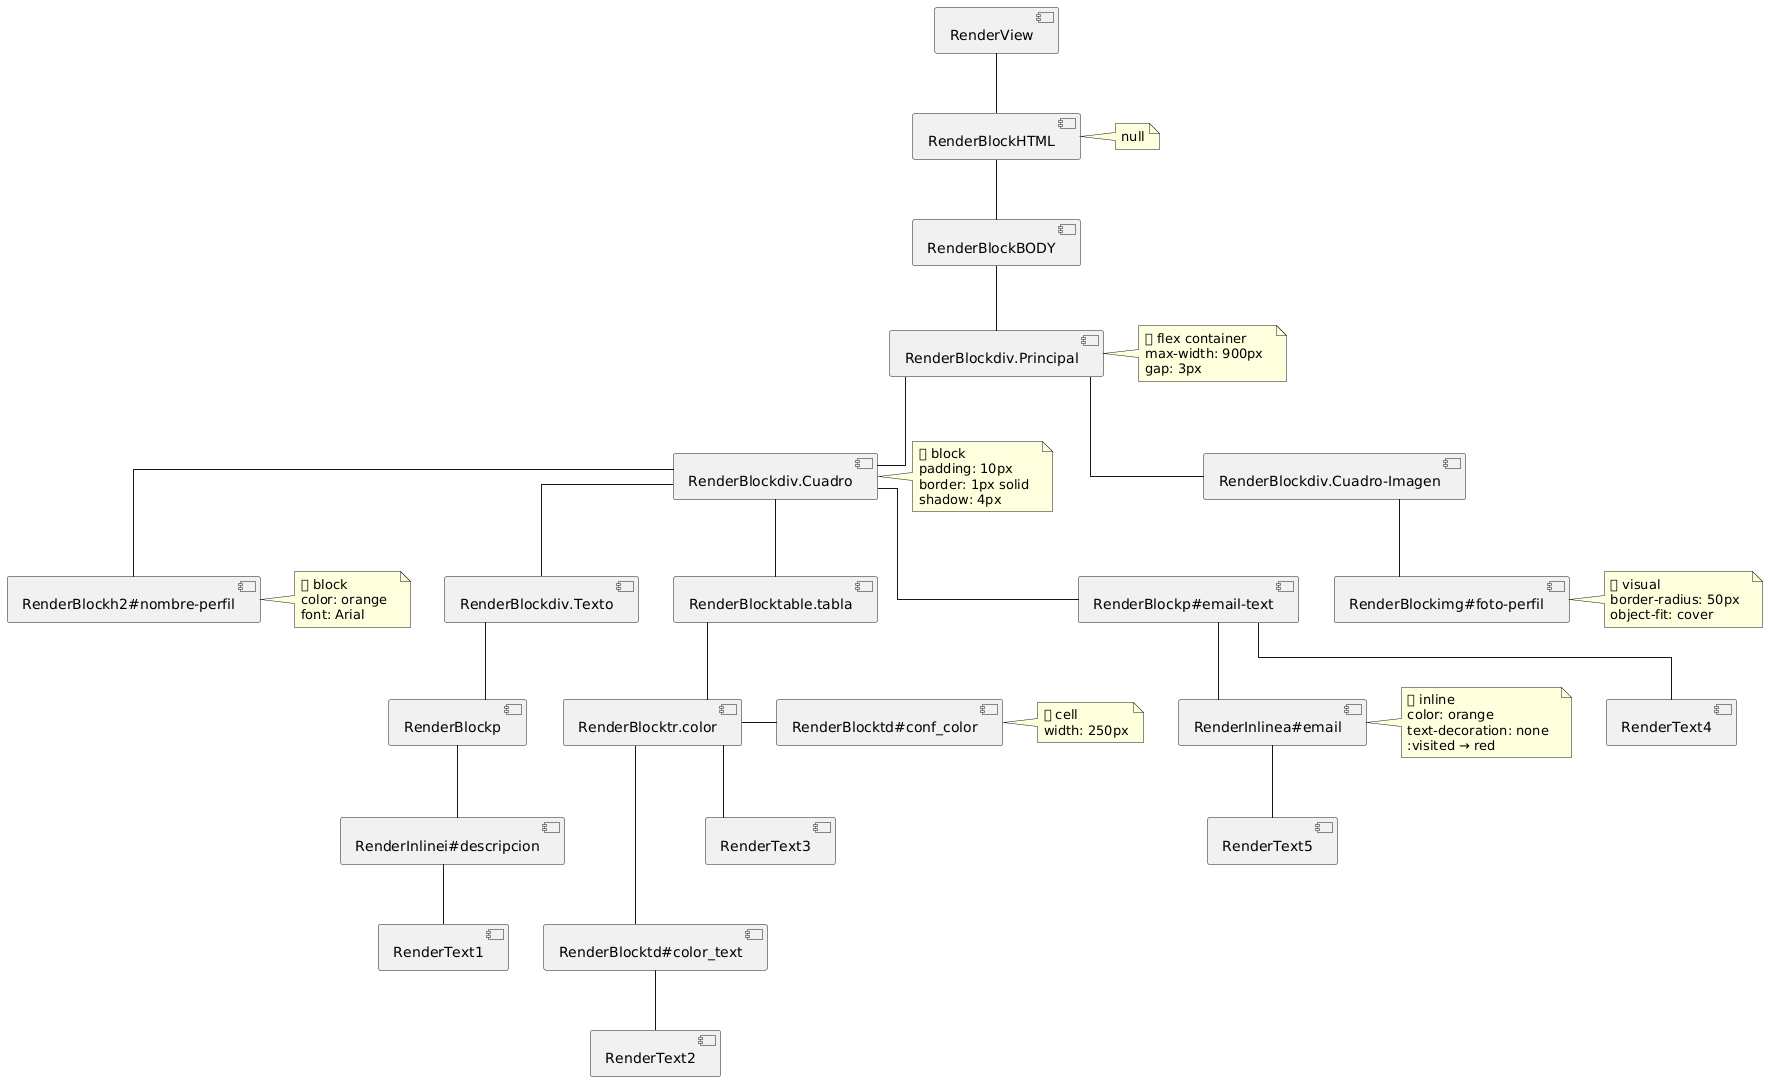 RenderView
RenderBlockHTML
null
RenderBlockBODY
RenderBlockdiv.Principal
flex container
max-width: 900px
gap: 3px
RenderBlockdiv.Cuadro
block
padding: 10px
border: 1px solid
shadow: 4px
RenderBlockdiv.Cuadro-Imagen
RenderBlockh2#nombre-perfil
block
color: orange
font: Arial
RenderBlockdiv.Texto
RenderBlocktable.tabla
RenderBlockp#email-text
RenderBlockimg#foto-perfil
visual
border-radius: 50px
object-fit: cover
RenderBlockp
RenderBlocktr.color
RenderBlocktd#conf_color
cell
width: 250px
RenderInlinea#email
inline
color: orange
text-decoration: none
:visited → red
RenderText4
RenderInlinei#descripcion
RenderText3
RenderText5
RenderText1
RenderBlocktd#color_text
RenderText2